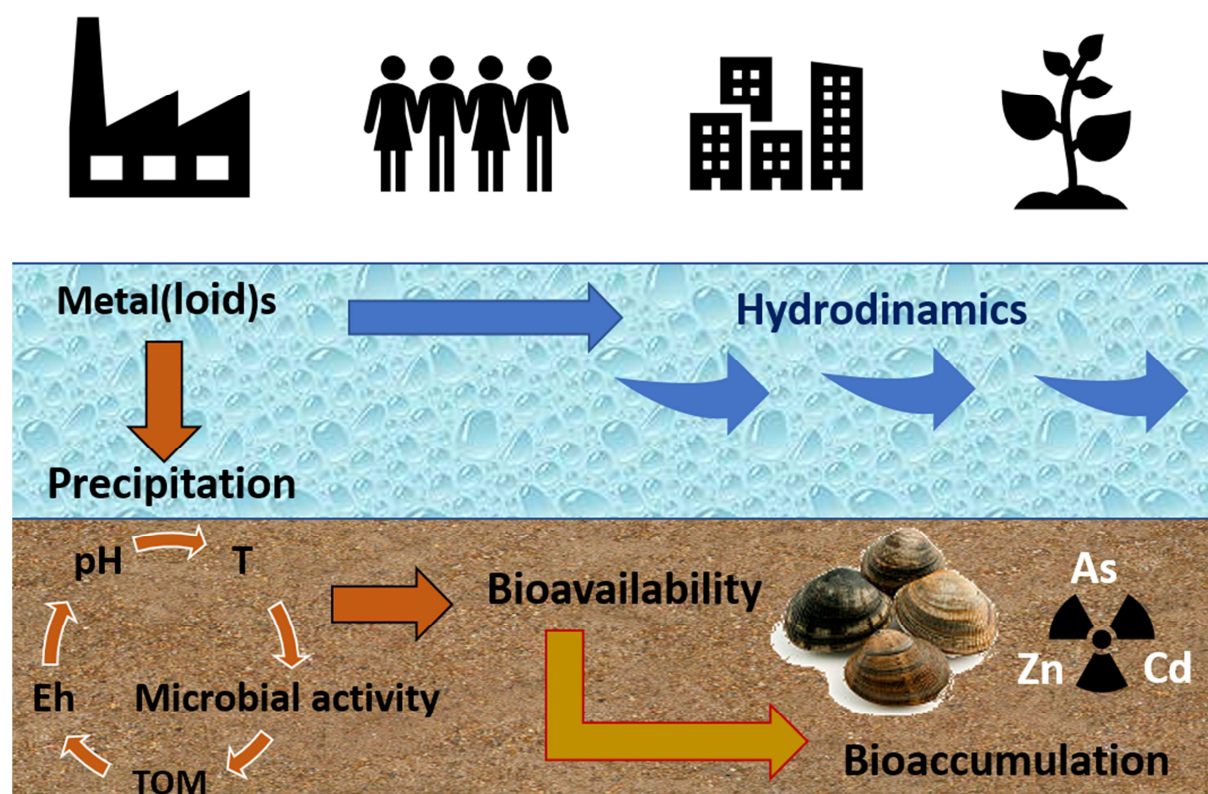 Metal(loid)s
Hydrodinamics
Precipitation
pH
T
Bioavailability
As
Zn
Cd
Eh
Microbial activity
TOM
Bioaccumulation